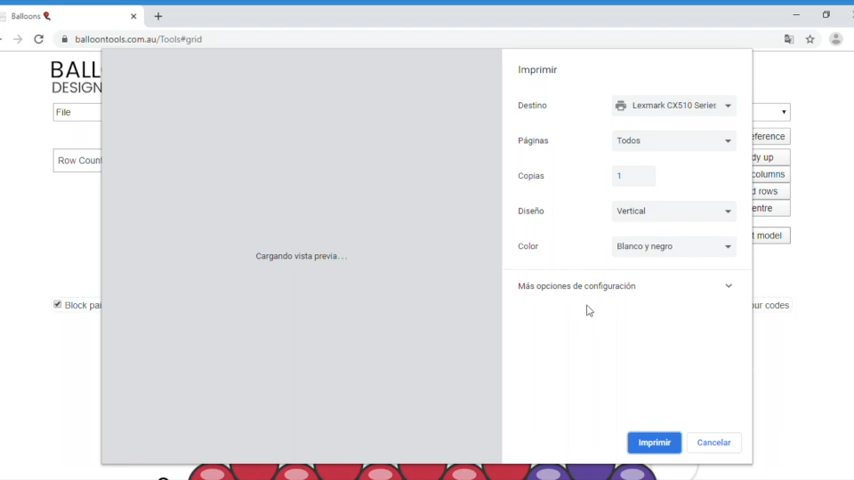 Balloons
balloontools.com.au/Tools#grid
BALL
DESIGN
File
Row Count
Block pai
Cargando vista previa...
Imprimir
Destino
Lexmark CX510 Series
Páginas
Todos
Copias
1
Diseño
Vertical
Color
Blanco y negro
Más opciones de configuración
Imprimir
Cancelar
eference
dy up
columns
d rows
entre
t model
our codes